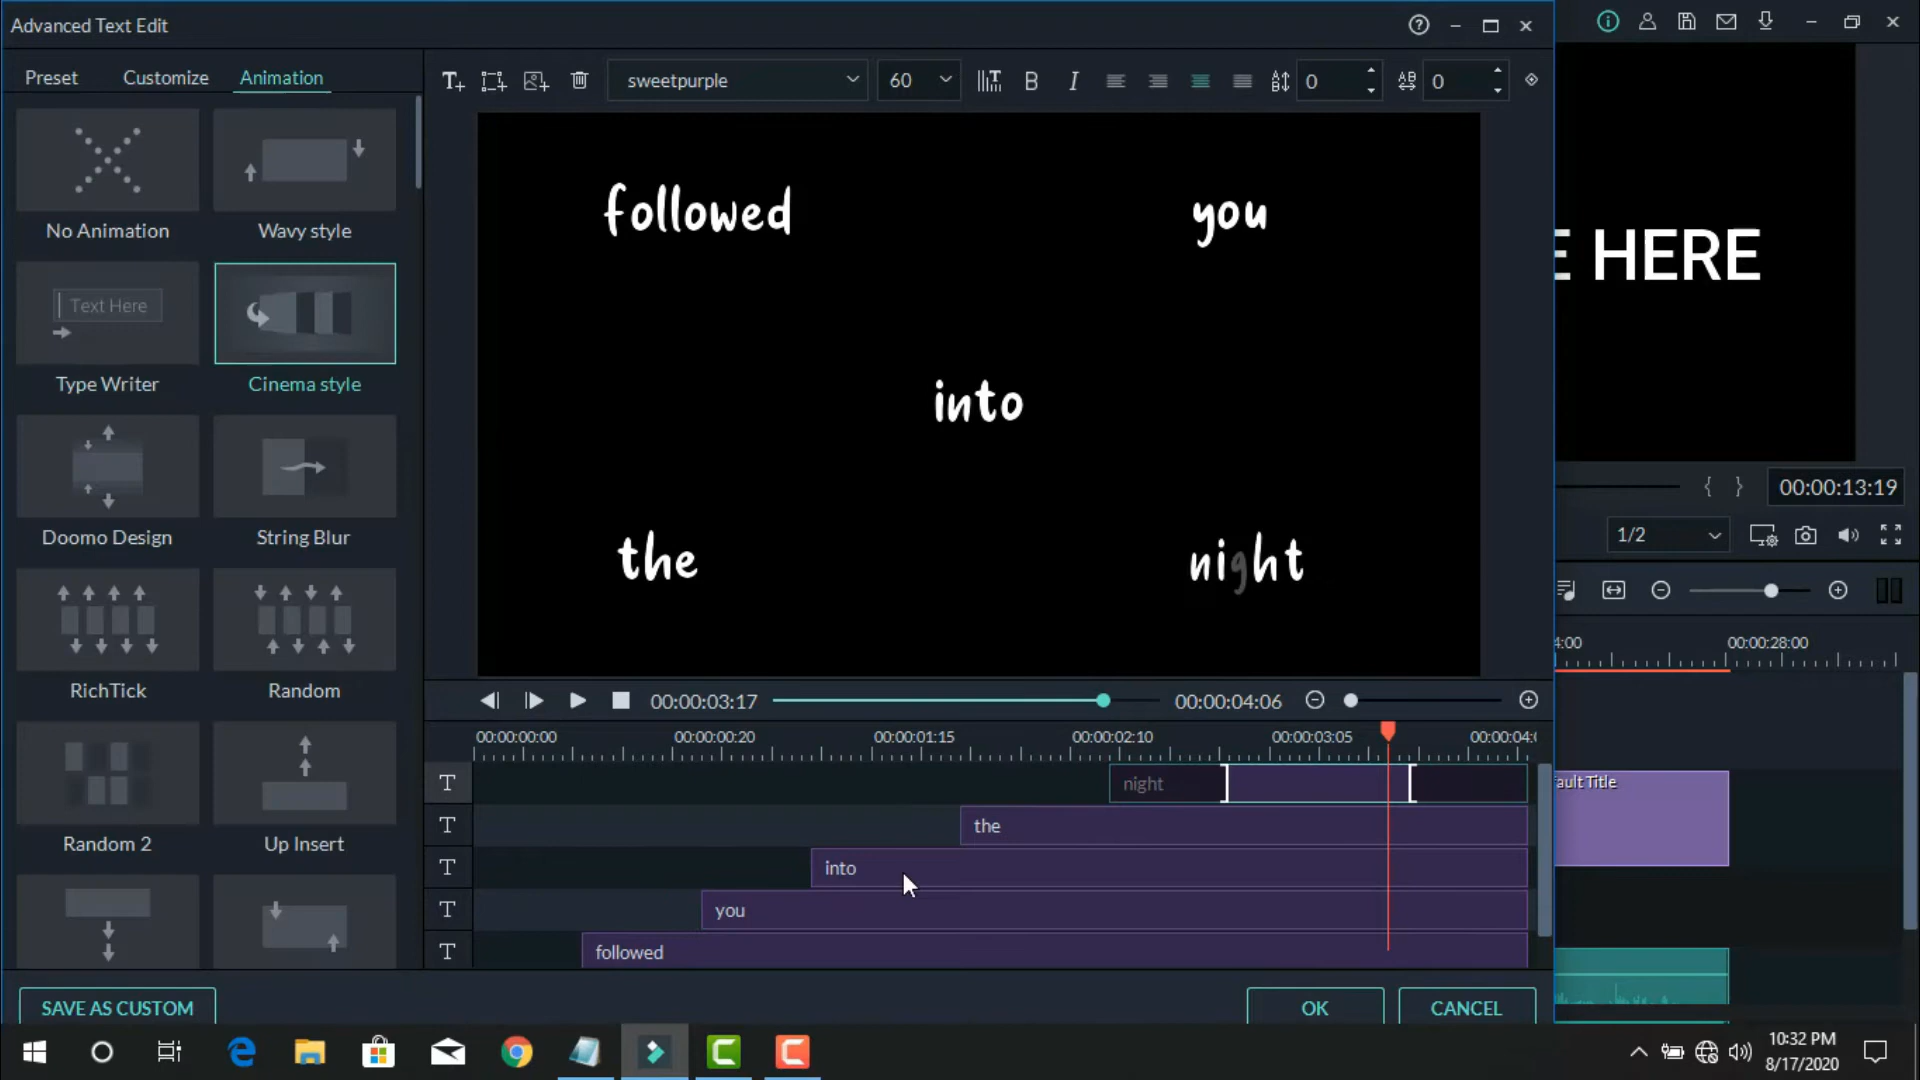 Advanced Text Edit
Preset Customize Animation
sweetpurple 60 B I 0 0
No Animation Wavy style
Text Here
Type Writer Cinema style
Doomo Design String Blur
RichTick Random
Random 2 Up Insert
followed you
into
the night
E HERE
00:00:03:17 00:00:04:06
00:00:13:19
1/2
00:00:00:00 00:00:00:20 00:00:01:15 00:00:02:10 00:00:03:05 00:00:04:0
4:00 00:00:28:00
T night
T the
T into
T you
T followed
ault Title
SAVE AS CUSTOM OK CANCEL
10:32 PM
8/17/2020